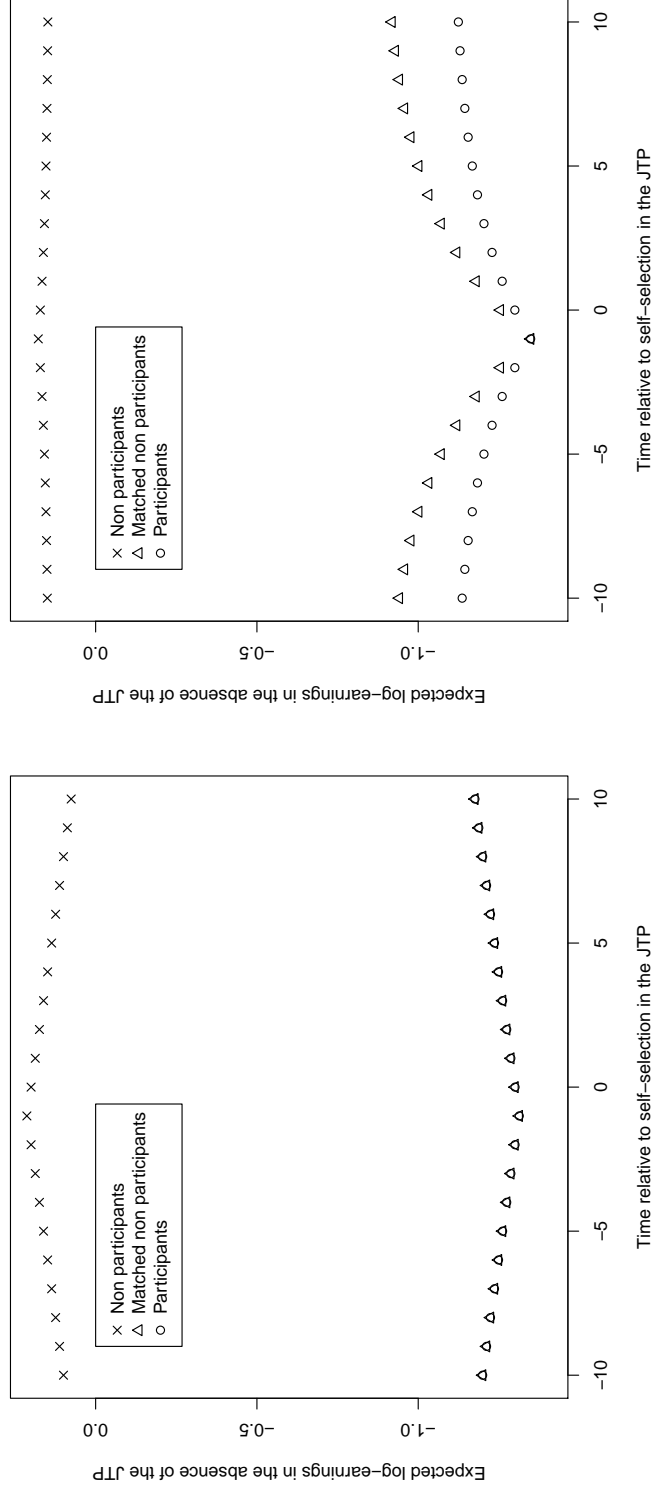 Expected log−earnings in the absence of the JTP
0.0
−0.5
−1.0
× Non participants
△ Matched non participants
○ Participants
−10
−5
0
5
10
Time relative to self−selection in the JTP
Expected log−earnings in the absence of the JTP
0.0
−0.5
−1.0
× Non participants
△ Matched non participants
○ Participants
−10
−5
0
5
10
Time relative to self−selection in the JTP